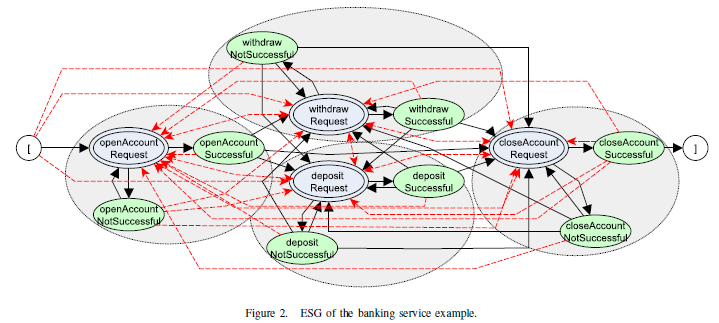 withdraw
NotSuccessful
withdraw
Request
withdraw
Successful
[
openAccount
Request
openAccount
Successful
closeAccount
Request
closeAccount
Successful
]
deposit
Request
deposit
Successful
openAccount
NotSuccessful
closeAccount
NotSuccessful
deposit
NotSuccessful
Figure 2. ESG of the banking service example.